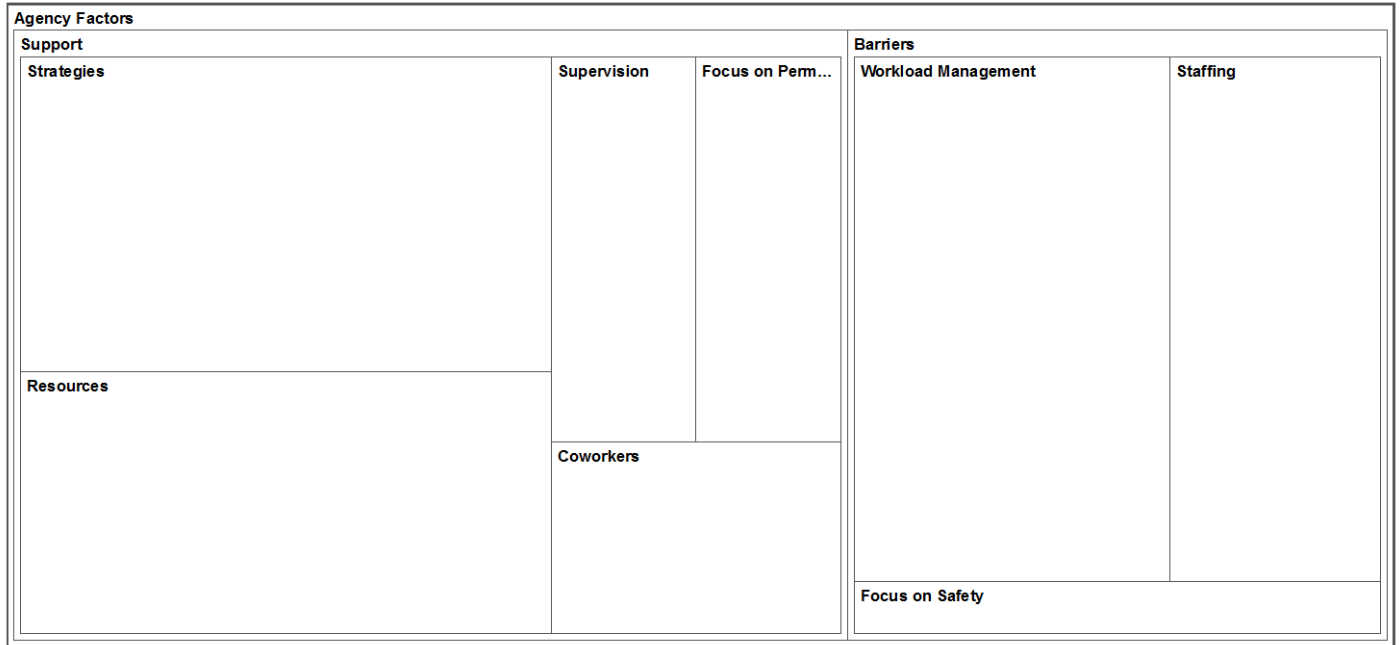 Agency Factors
Support
Barriers
Strategies
Supervision
Focus on Perm...
Workload Management
Staffing
Resources
Coworkers
Focus on Safety